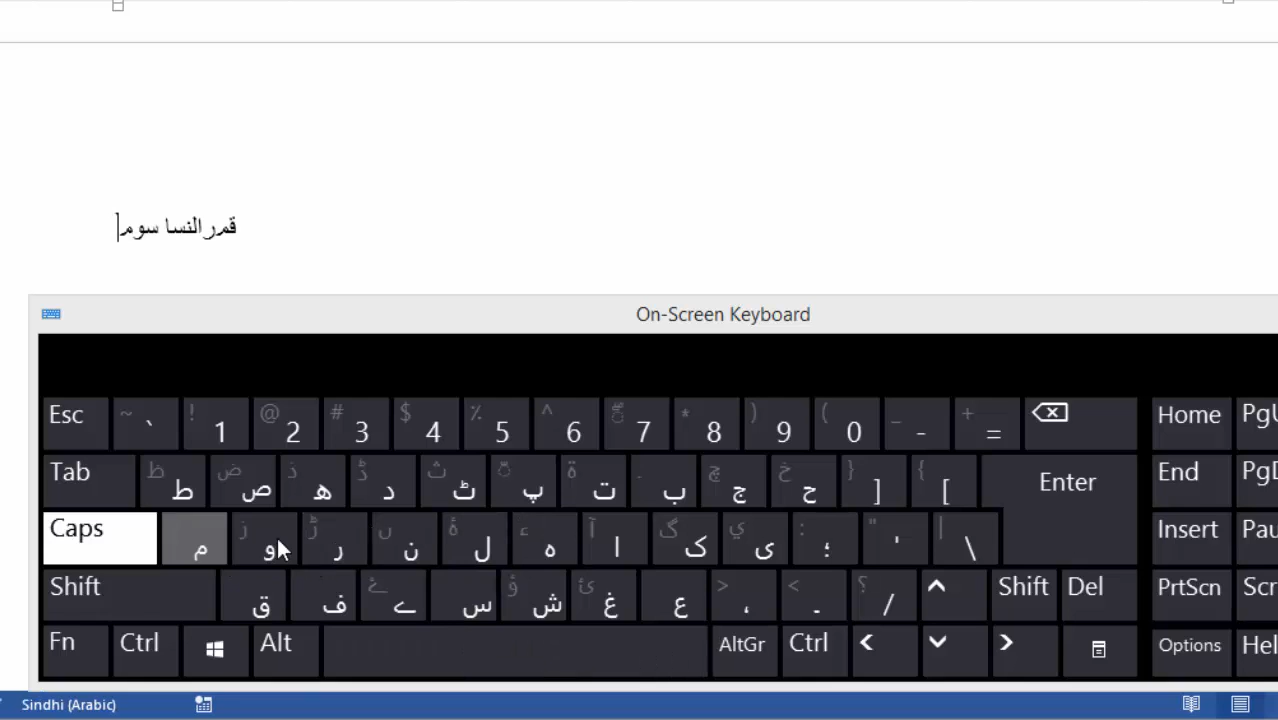 قمرالنسا سوم
On-Screen Keyboard
Esc ~ ` ! 1 @ 2 # 3 $ 4 ٪ 5 ^ 6 7 * 8 ) 9 ( 0 _ - + = Home PgU
Tab ظ ط ض ص ذ ھ ڈ د ث ٹ ّ پ ۃ ت ب چ ج خ ح } ] { [ Enter End PgD
Caps م ز و ڑ ر ں ن ۂ ل ء ہ آ ا گ ک ي ی : ؛ " ' | \ Insert Pau
Shift ق ف ۓ ے س ؤ ش ئ غ ع > ، < ۔ ؟ / Shift Del PrtScn Scr
Fn Ctrl Alt AltGr Ctrl Options Hel
Sindhi (Arabic)